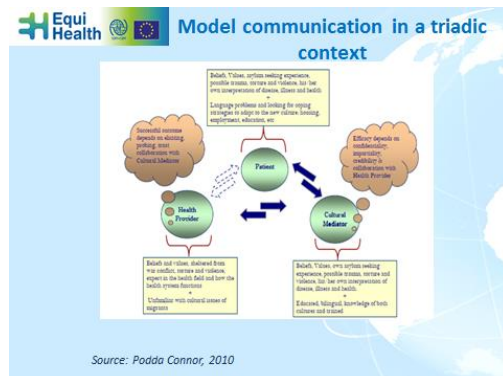 Equi
Health
Model communication in a triadic
context
Beliefs, Values, asylum seeking experience,
possible trauma, torture and violence, his/ her
own interpretation of disease, illness and health
+
Language problems and looking for coping
strategies to adapt to the new culture: housing,
employment, education, etc
Successful outcome
depends on eliciting,
probing, trust
collaboration with
Cultural Mediator
Efficacy depends on
confidentiality,
impartiality,
credibility &
collaboration with
Health Provider
Patient
Health
Provider
Cultural
Mediator
Beliefs and values, sheltered from
war conflict, torture and violence,
expert in the health field and how the
health system functions
+
Unfamiliar with cultural issues of
migrants
Beliefs, Values, own asylum seeking
experience, possible trauma, torture and
violence, his/ her own interpretation of
disease, illness and health.
+
Educated, bilingual, knowledge of both
cultures and trained
Source: Podda Connor, 2010